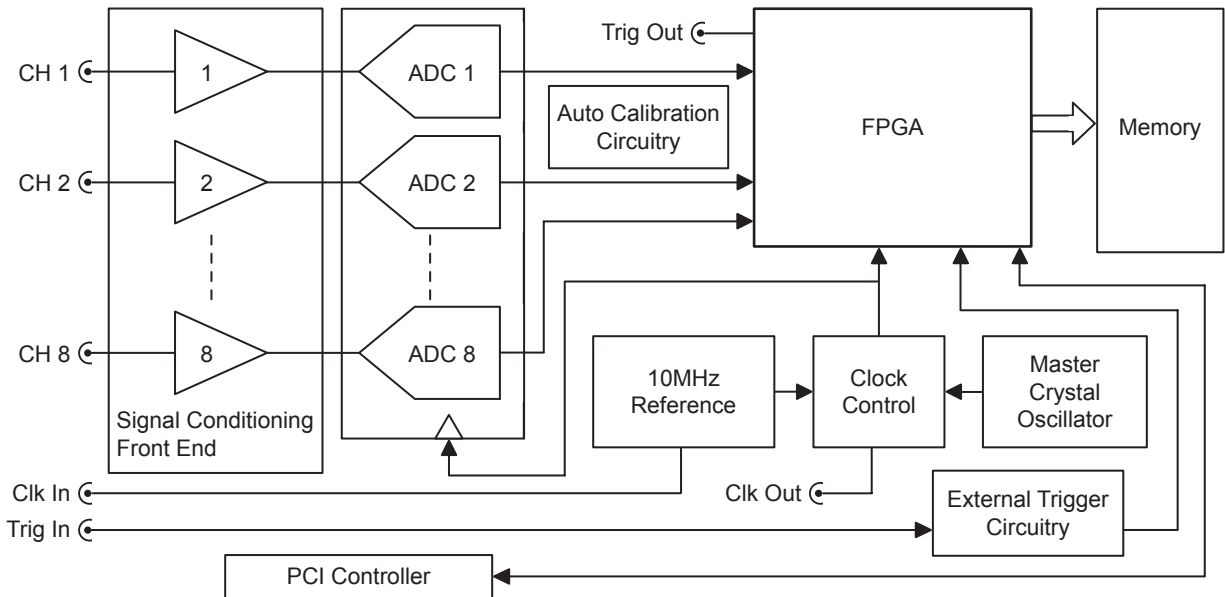 Trig Out
CH 1
1
ADC 1
Auto Calibration
Circuitry
FPGA
Memory
CH 2
2
ADC 2
CH 8
8
ADC 8
10MHz
Reference
Clock
Control
Master
Crystal
Oscillator
Signal Conditioning
Front End
Clk In
Clk Out
External Trigger
Circuitry
Trig In
PCI Controller